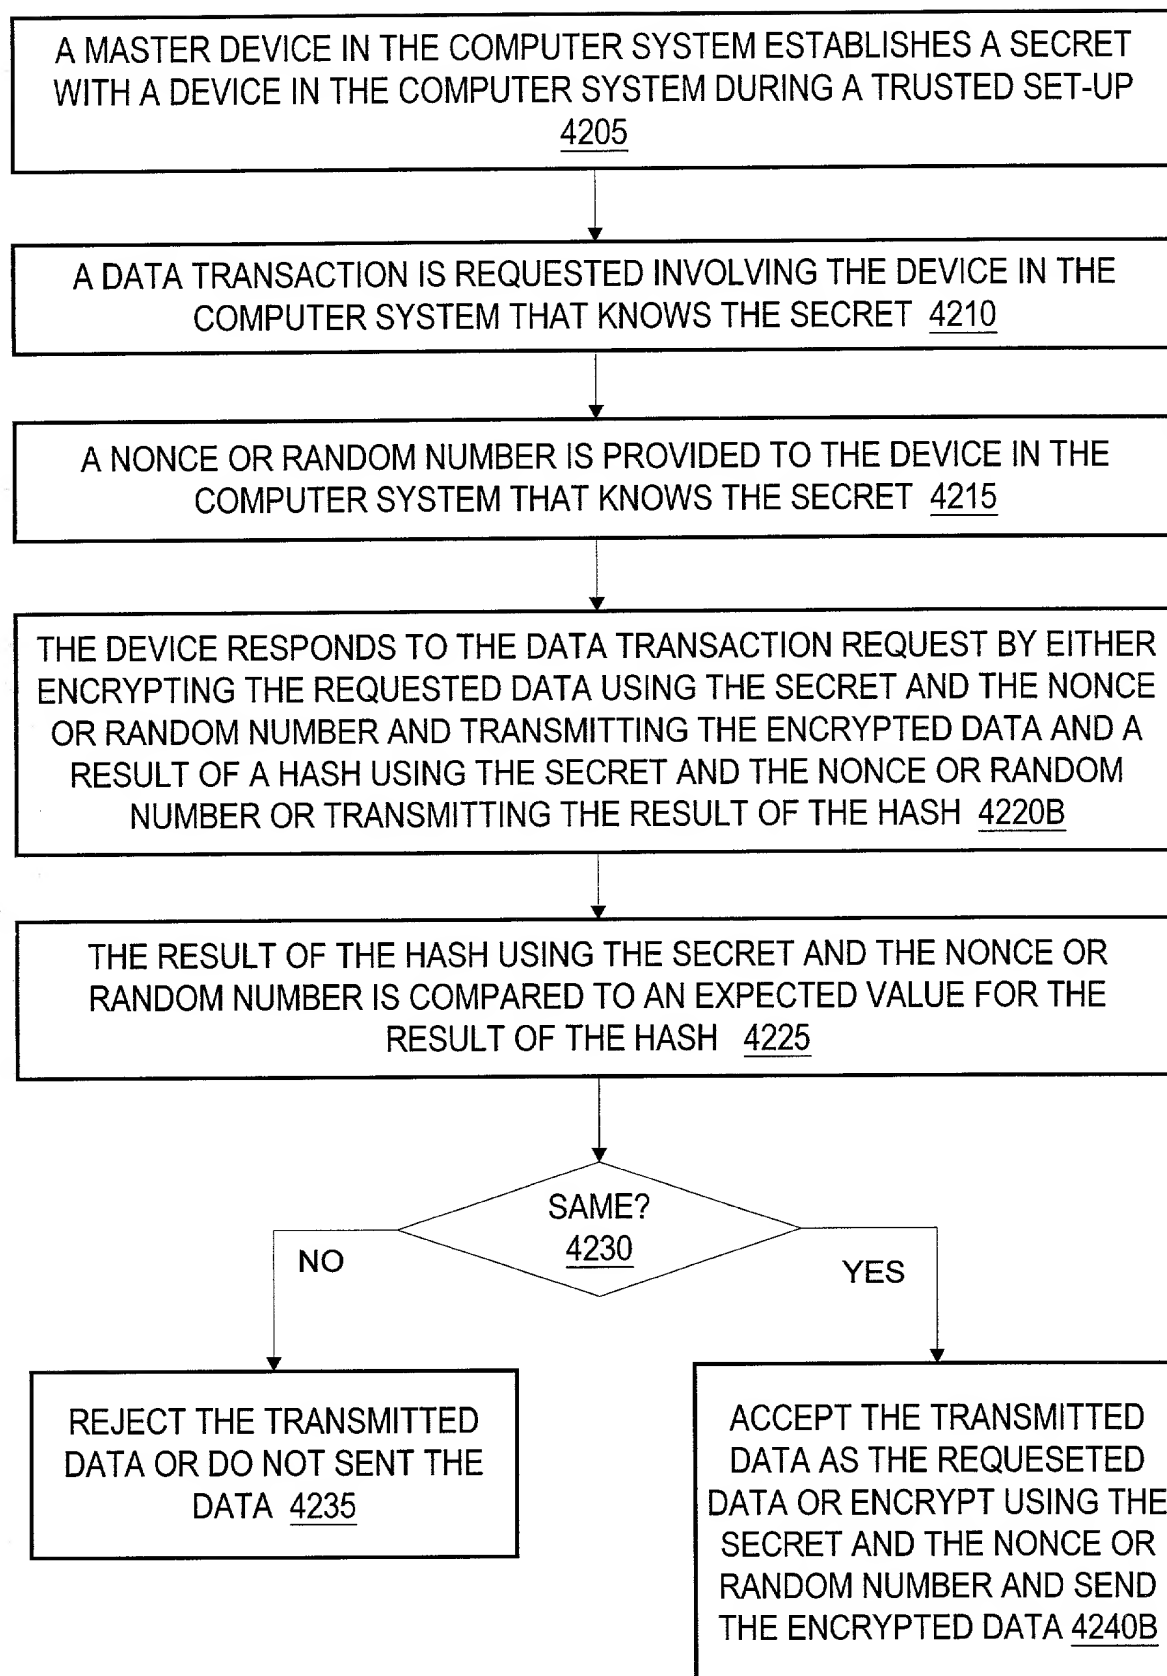 A MASTER DEVICE IN THE COMPUTER SYSTEM ESTABLISHES A SECRET
WITH A DEVICE IN THE COMPUTER SYSTEM DURING A TRUSTED SET-UP
4205
A DATA TRANSACTION IS REQUESTED INVOLVING THE DEVICE IN THE
COMPUTER SYSTEM THAT KNOWS THE SECRET 4210
A NONCE OR RANDOM NUMBER IS PROVIDED TO THE DEVICE IN THE
COMPUTER SYSTEM THAT KNOWS THE SECRET 4215
THE DEVICE RESPONDS TO THE DATA TRANSACTION REQUEST BY EITHER
ENCRYPTING THE REQUESTED DATA USING THE SECRET AND THE NONCE
OR RANDOM NUMBER AND TRANSMITTING THE ENCRYPTED DATA AND A
RESULT OF A HASH USING THE SECRET AND THE NONCE OR RANDOM
NUMBER OR TRANSMITTING THE RESULT OF THE HASH 4220B
THE RESULT OF THE HASH USING THE SECRET AND THE NONCE OR
RANDOM NUMBER IS COMPARED TO AN EXPECTED VALUE FOR THE
RESULT OF THE HASH 4225
SAME?
4230
NO
YES
REJECT THE TRANSMITTED
DATA OR DO NOT SENT THE
DATA 4235
ACCEPT THE TRANSMITTED
DATA AS THE REQUESETED
DATA OR ENCRYPT USING THE
SECRET AND THE NONCE OR
RANDOM NUMBER AND SEND
THE ENCRYPTED DATA 4240B